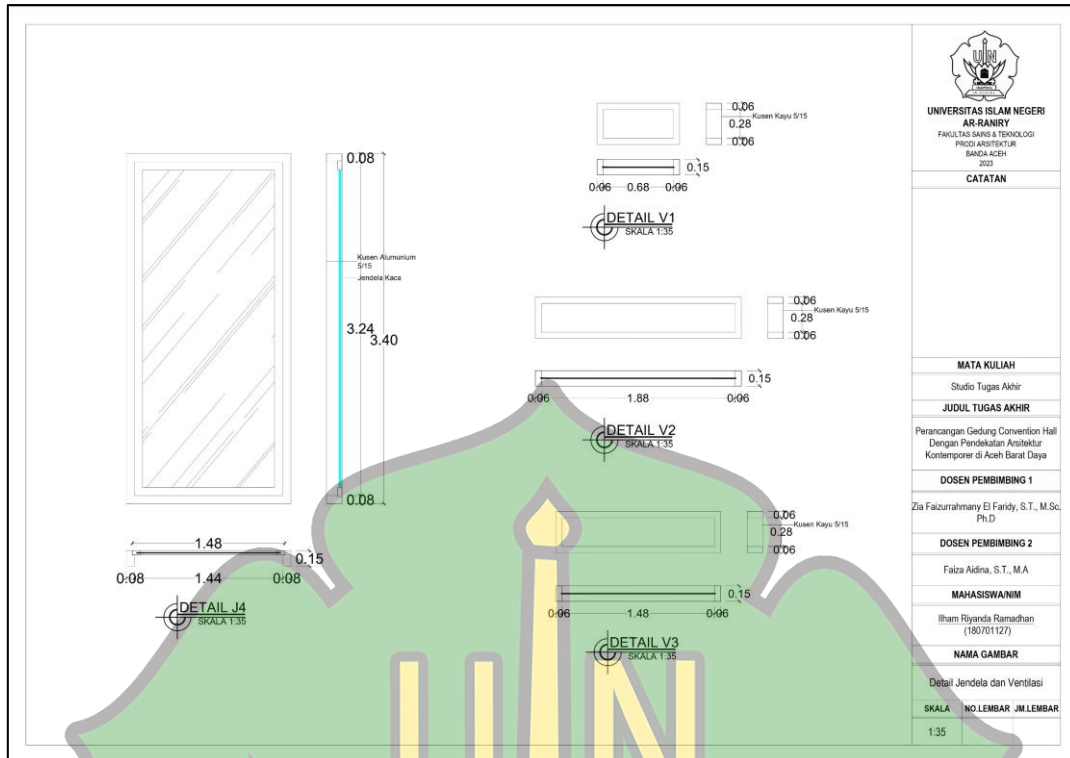 0.08
Kusen Alumunium
5/15
Jendela Kaca
3.24
3.40
0.08
1.48
0.15
0.08 1.44 0.08
DETAIL J4
SKALA 1:35
0.06
Kusen Kayu 5/15
0.28
0.06
0.15
0.06 0.68 0.06
DETAIL V1
SKALA 1:35
0.06
Kusen Kayu 5/15
0.28
0.06
0.15
0.06 1.88 0.06
DETAIL V2
SKALA 1:35
0.06
Kusen Kayu 5/15
0.28
0.06
0.15
0.06 1.48 0.06
DETAIL V3
SKALA 1:35
UIN
UNIVERSITAS ISLAM NEGERI
AR-RANIRY
FAKULTAS SAINS & TEKNOLOGI
PRODI ARSITEKTUR
BANDA ACEH
2023
CATATAN
MATA KULIAH
Studio Tugas Akhir
JUDUL TUGAS AKHIR
Perancangan Gedung Convention Hall
Dengan Pendekatan Arsitektur
Kontemporer di Aceh Barat Daya
DOSEN PEMBIMBING 1
Zia Faizurrahmany El Faridy, S.T., M.Sc.
Ph.D
DOSEN PEMBIMBING 2
Faiza Aidina, S.T., M.A
MAHASISWA/NIM
Ilham Riyanda Ramadhan
(180701127)
NAMA GAMBAR
Detail Jendela dan Ventilasi
SKALA NO.LEMBAR JM.LEMBAR
1:35
UIN